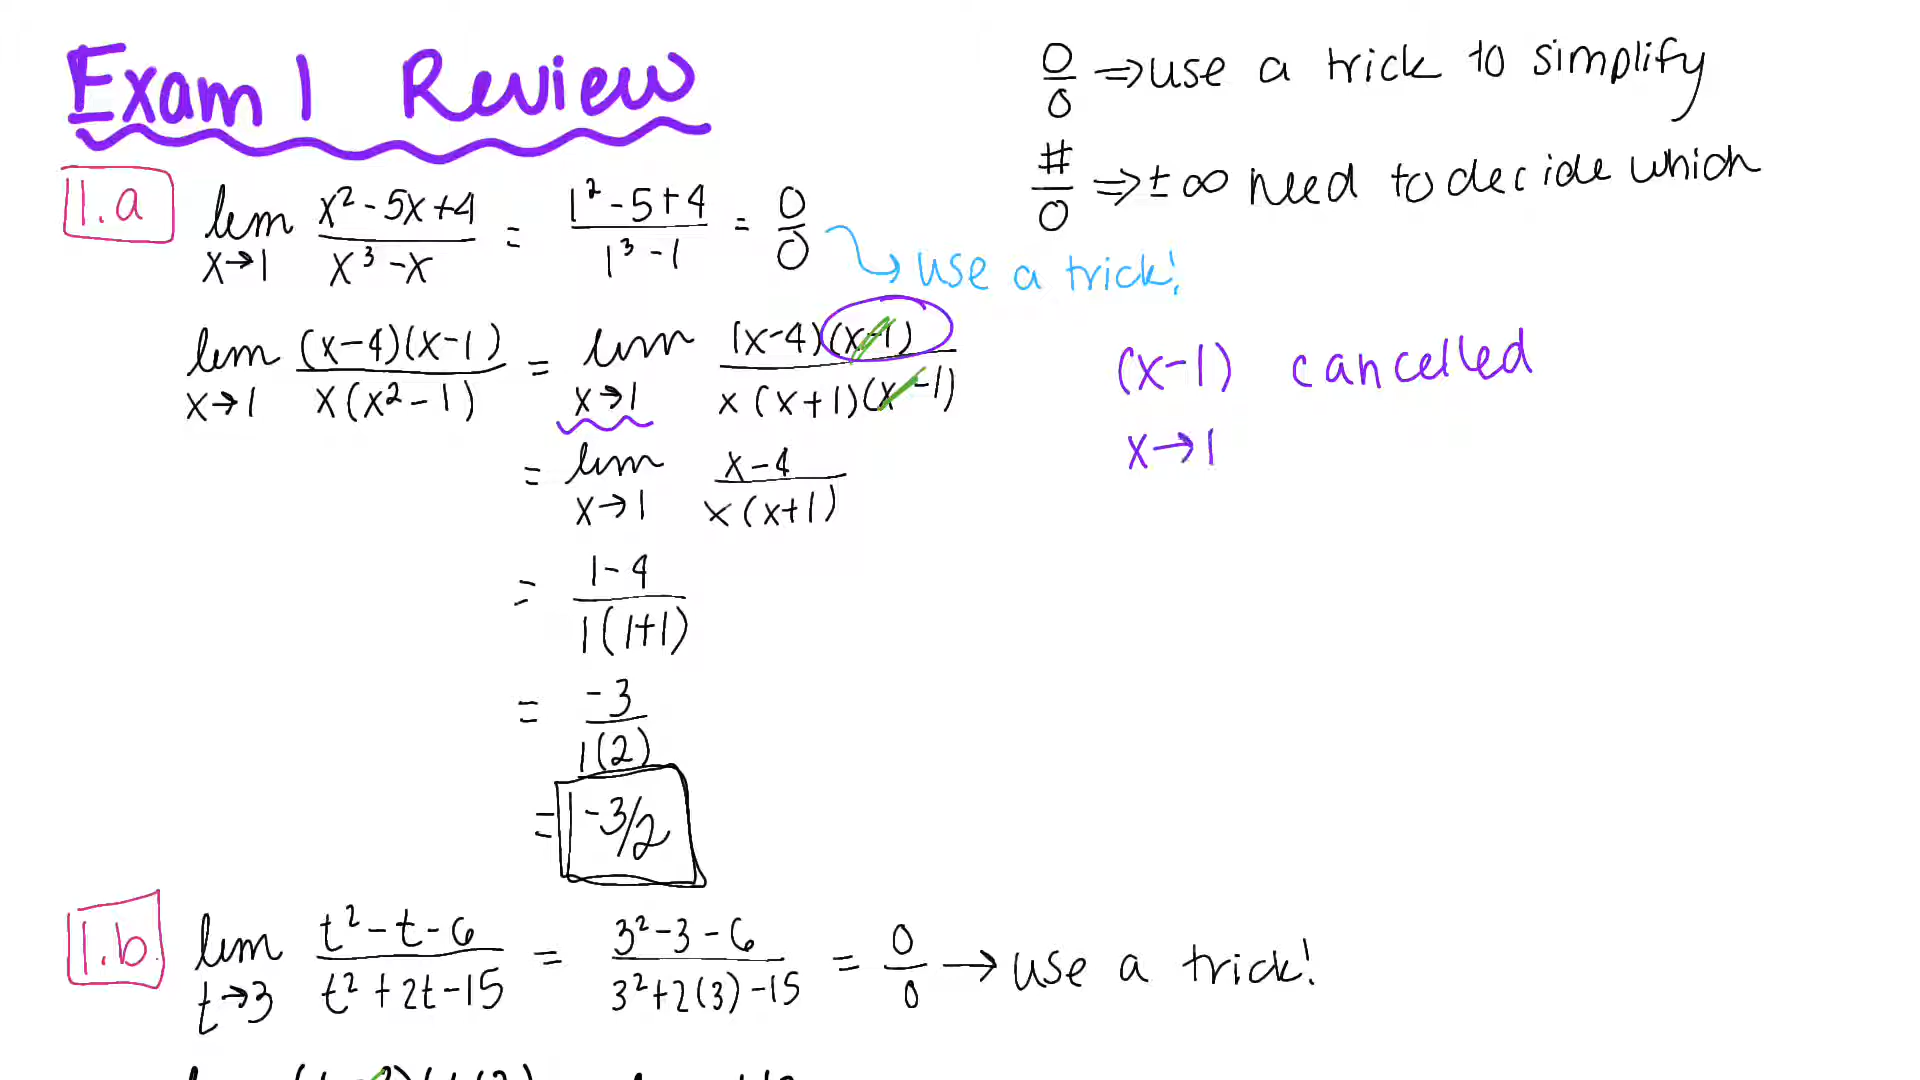 Exam 1 Review
0/0 ⇒ use a trick to simplify
#/0 ⇒ ±∞ need to decide which
1.a lim x→1 (x² - 5x + 4)/(x³ - x) = (1² - 5 + 4)/(1³ - 1) = 0/0
use a trick!
lim x→1 (x-4)(x-1)/x(x²-1) = lim x→1 (x-4)(x-1)/x(x+1)(x-1)
(x-1) cancelled
x→1
= lim x→1 x-4/x(x+1)
= 1-4/1(1+1)
= -3/1(2)
= -3/2
1.b lim t→3 (t² - t - 6)/(t² + 2t - 15) = (3² - 3 - 6)/(3² + 2(3) - 15) = 0/0 → use a trick!